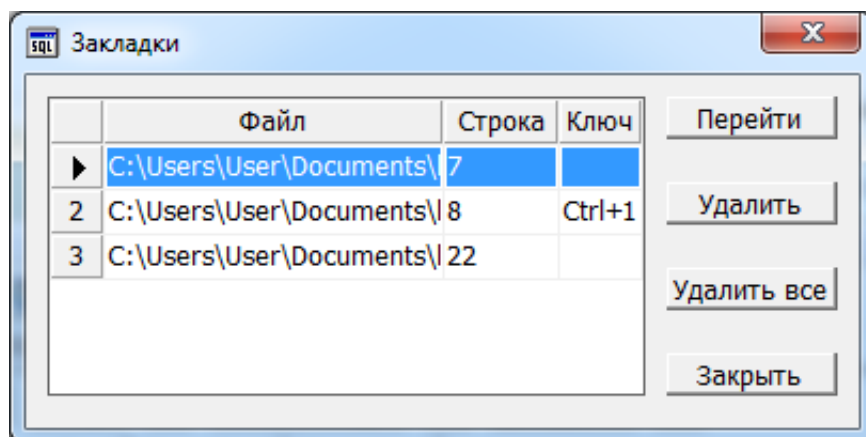 sql Закладки
Файл Строка Ключ
C:\Users\User\Documents\ 7
2 C:\Users\User\Documents\ 8 Ctrl+1
3 C:\Users\User\Documents\ 22
Перейти
Удалить
Удалить все
Закрыть